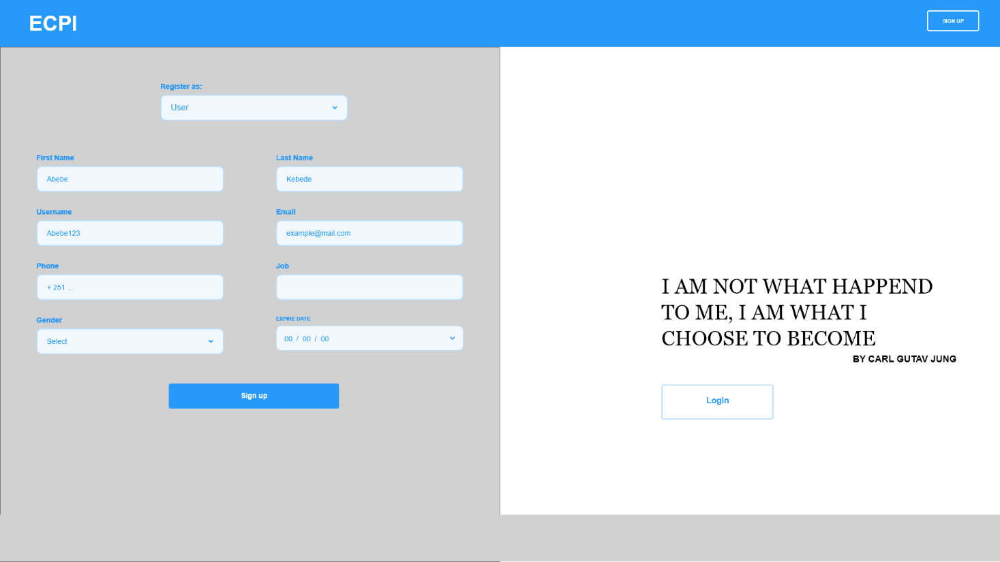 ECPI
SIGN UP
Register as:
User
First Name
Last Name
Abebe
Kebede
Username
Email
Abebe123
example@mail.com
Phone
Job
+ 251 ...
Gender
EXPIRE DATE
Select
00 / 00 / 00
Sign up
I AM NOT WHAT HAPPEND
TO ME, I AM WHAT I
CHOOSE TO BECOME
BY CARL GUTAV JUNG
Login